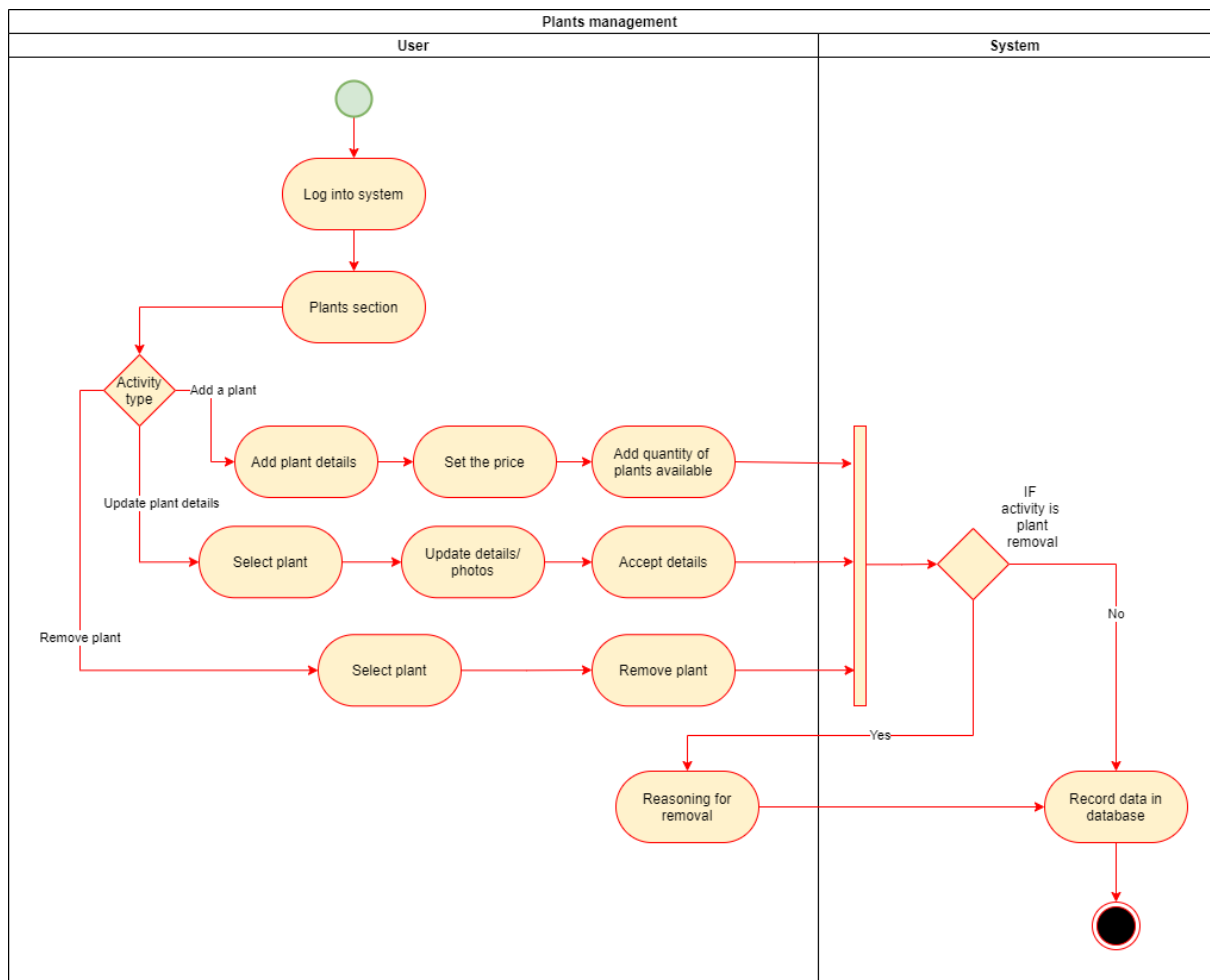 Plants management
User
System
Log into system
Plants section
Activity
type
Add a plant
Add plant details
Set the price
Add quantity of
plants available
Update plant details
Select plant
Update details/
photos
Accept details
IF
activity is
plant
removal
No
Remove plant
Select plant
Remove plant
Yes
Reasoning for
removal
Record data in
database